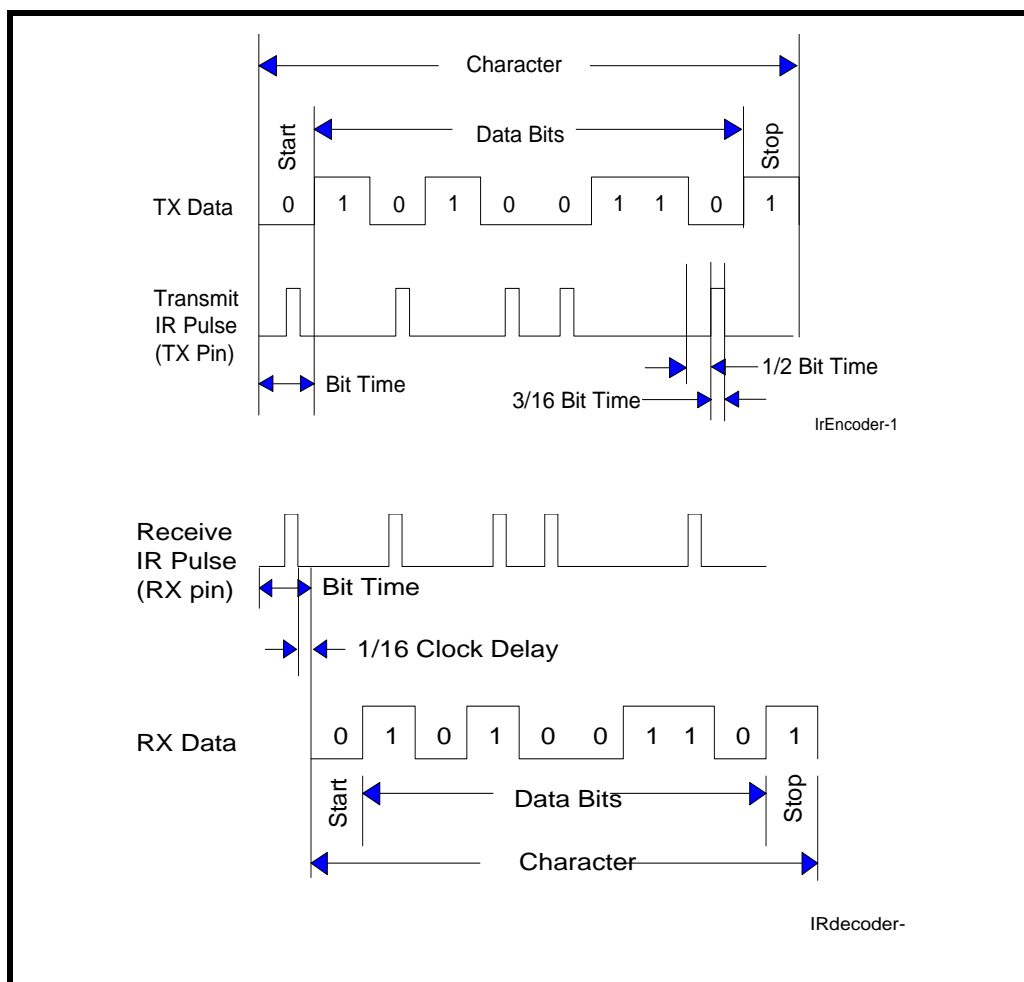 Character
Start
Data Bits
Stop
TX Data
0 1 0 1 0 0 1 1 0 1
Transmit
IR Pulse
(TX Pin)
Bit Time
1/2 Bit Time
3/16 Bit Time
IrEncoder-1
Receive
IR Pulse
(RX pin)
Bit Time
1/16 Clock Delay
RX Data
0 1 0 1 0 0 1 1 0 1
Start
Data Bits
Stop
Character
IRdecoder-